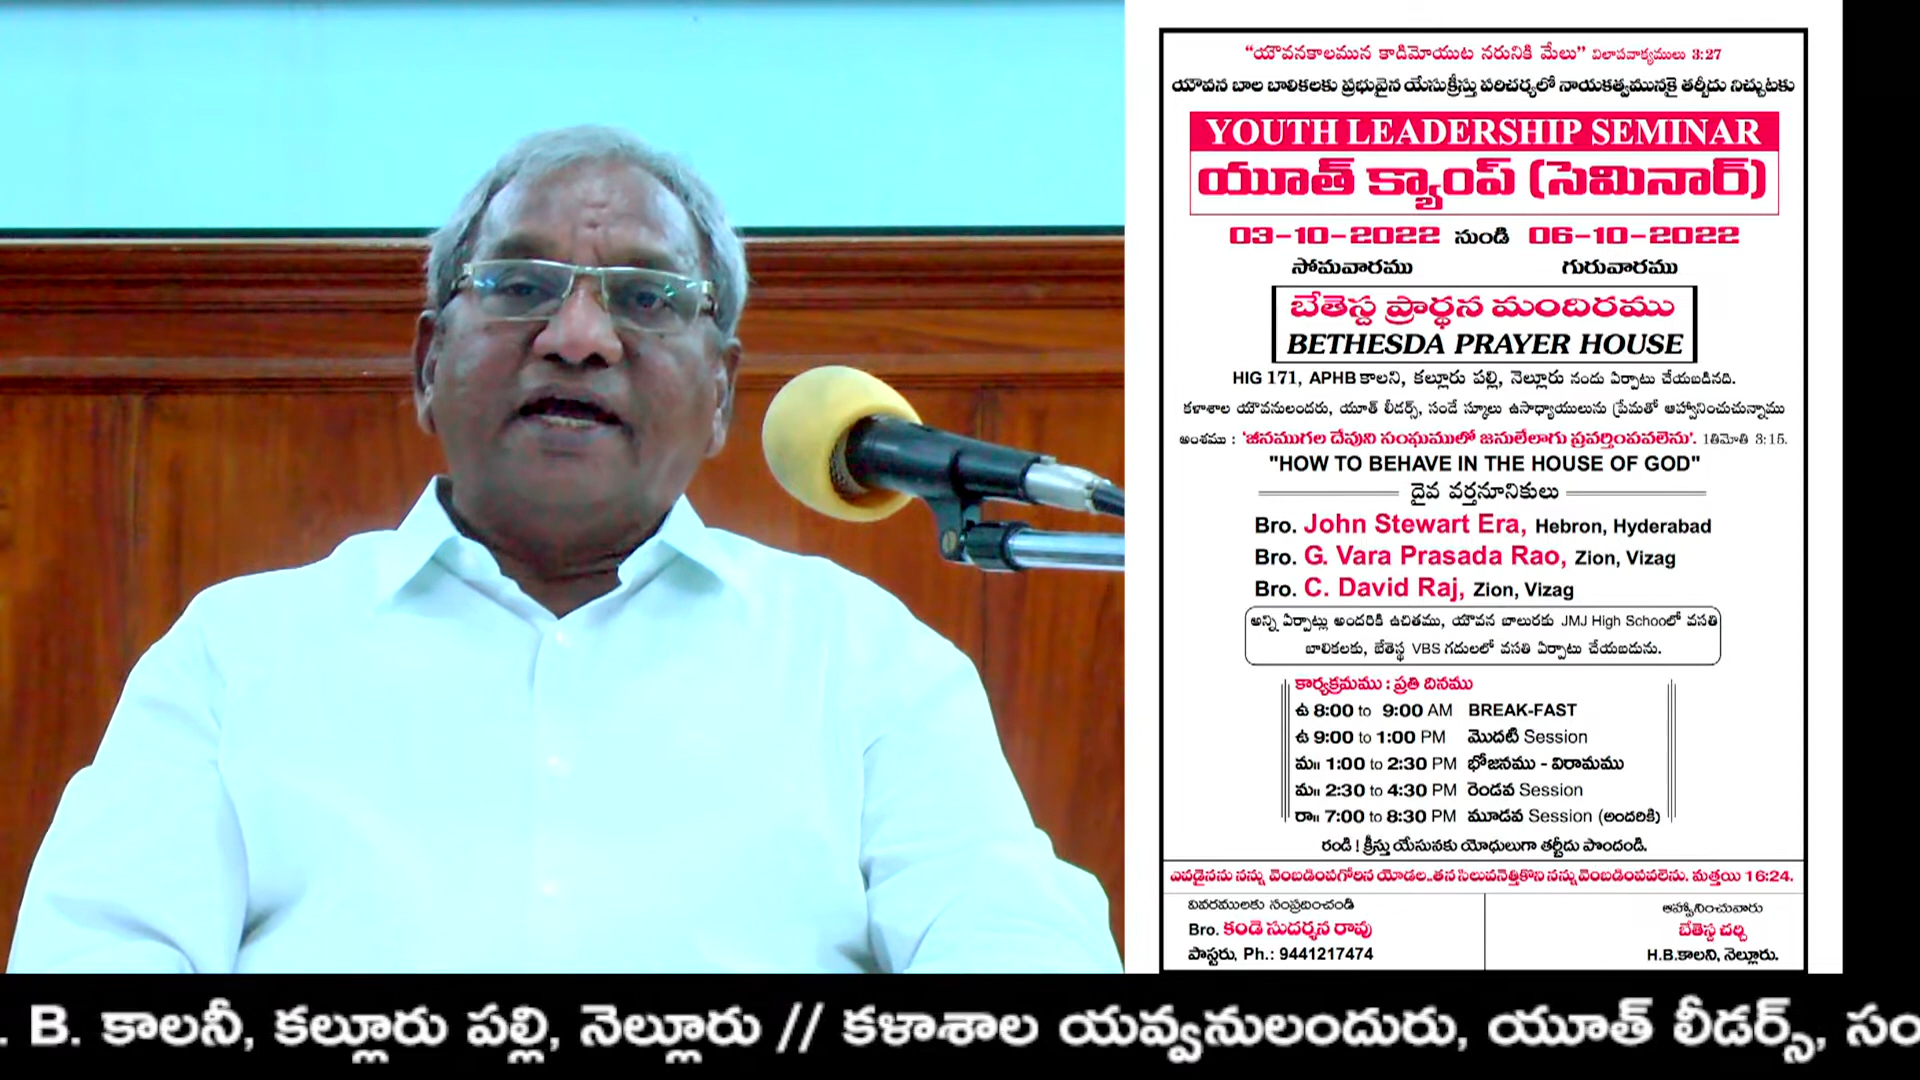 “యౌవనకాలమున కాడిమోయుట నరునికి మేలు” విలాపవాక్యములు 3:27
యౌవన బాల బాలికలకు ప్రభువైన యేసుక్రీస్తు పరిచర్యలో నాయకత్వమునకై తర్ఫీదు నిచ్చుటకు
YOUTH LEADERSHIP SEMINAR
యూత్ క్యాంప్ (సెమినార్)
03-10-2022 నుండి 06-10-2022
సోమవారము గురువారము
బేతెస్ద ప్రార్థన మందిరము
BETHESDA PRAYER HOUSE
HIG 171, APHB కాలని, కల్లూరు పల్లి, నెల్లూరు నందు ఏర్పాటు చేయబడినది.
కళాశాల యౌవనులందరు, యూత్ లీడర్స్, సండే స్కూలు ఉపాధ్యాయులును ప్రేమతో ఆహ్వానించుచున్నాము
అంశము : 'జీవముగల దేవుని సంఘములో జనులేలాగు ప్రవర్తింపవలెను'. 1తిమోతి 3:15.
"HOW TO BEHAVE IN THE HOUSE OF GOD"
దైవ వర్తమానికులు
Bro. John Stewart Era, Hebron, Hyderabad
Bro. G. Vara Prasada Rao, Zion, Vizag
Bro. C. David Raj, Zion, Vizag
అన్ని ఏర్పాట్లు అందరికి ఉచితము, యౌవన బాలురకు JMJ High Schoolలో వసతి
బాలికలకు, బేతెస్థ VBS గదులలో వసతి ఏర్పాటు చేయబడును.
కార్యక్రమము : ప్రతి దినము
ఉ 8:00 to 9:00 AM BREAK-FAST
ఉ 9:00 to 1:00 PM మొదటి Session
మ॥ 1:00 to 2:30 PM భోజనము - విరామము
మ॥ 2:30 to 4:30 PM రెండవ Session
రా॥ 7:00 to 8:30 PM మూడవ Session (అందరికి)
రండి ! క్రీస్తు యేసునకు యోధులుగా తర్ఫీదు పొందండి.
ఎవడైనను నన్ను వెంబడింపగోరిన యోడల..తన సిలువనెత్తికొని నన్ను వెంబడింపవలెను. మత్తయి 16:24.
వివరములకు సంప్రదించండి
Bro. కండె సుదర్శన రావు
పాస్టరు, Ph.: 9441217474
ఆహ్వానించువారు
బేతెస్ద చర్చి
H.B.కాలని, నెల్లూరు.
. B. కాలనీ, కల్లూరు పల్లి, నెల్లూరు // కళాశాల యవ్వనులందురు, యూత్ లీడర్స్, సం